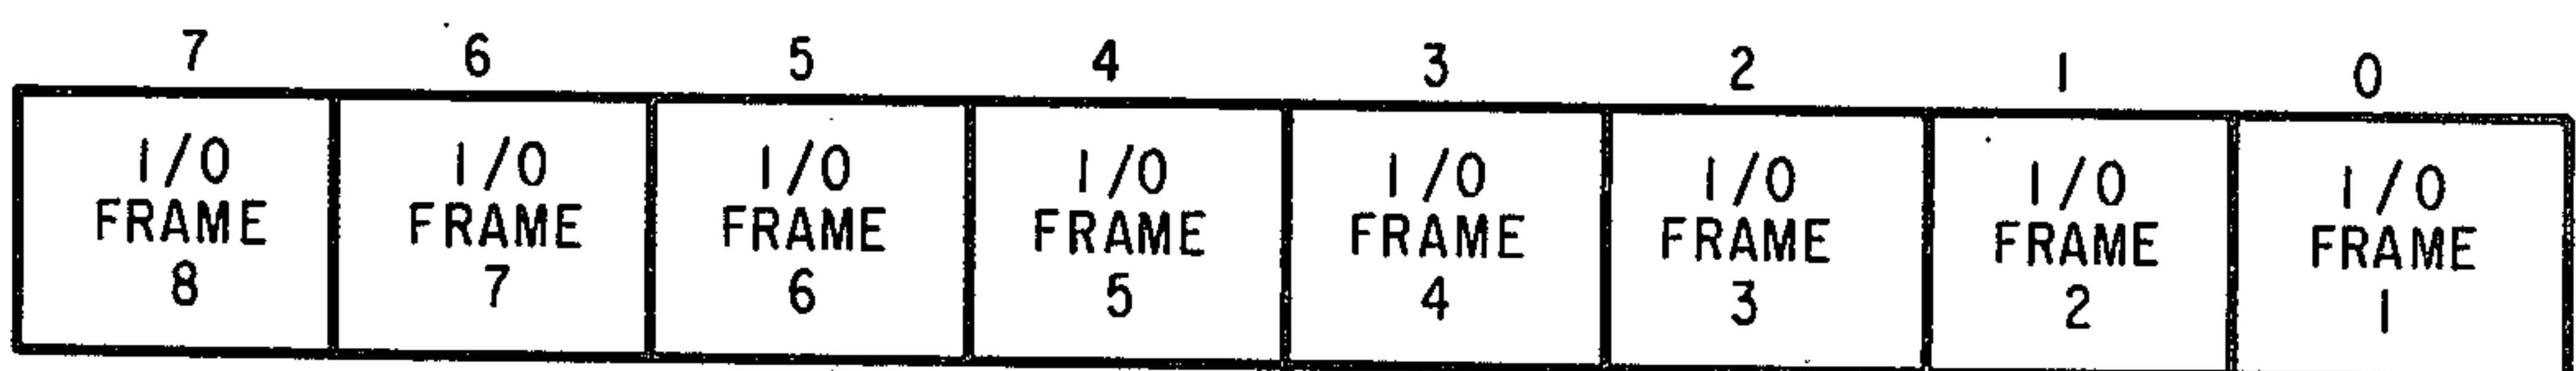 7 6 5 4 3 2 1 0
I/O I/O I/O I/O I/O I/O I/O I/O
FRAME FRAME FRAME FRAME FRAME FRAME FRAME FRAME
8 7 6 5 4 3 2 1